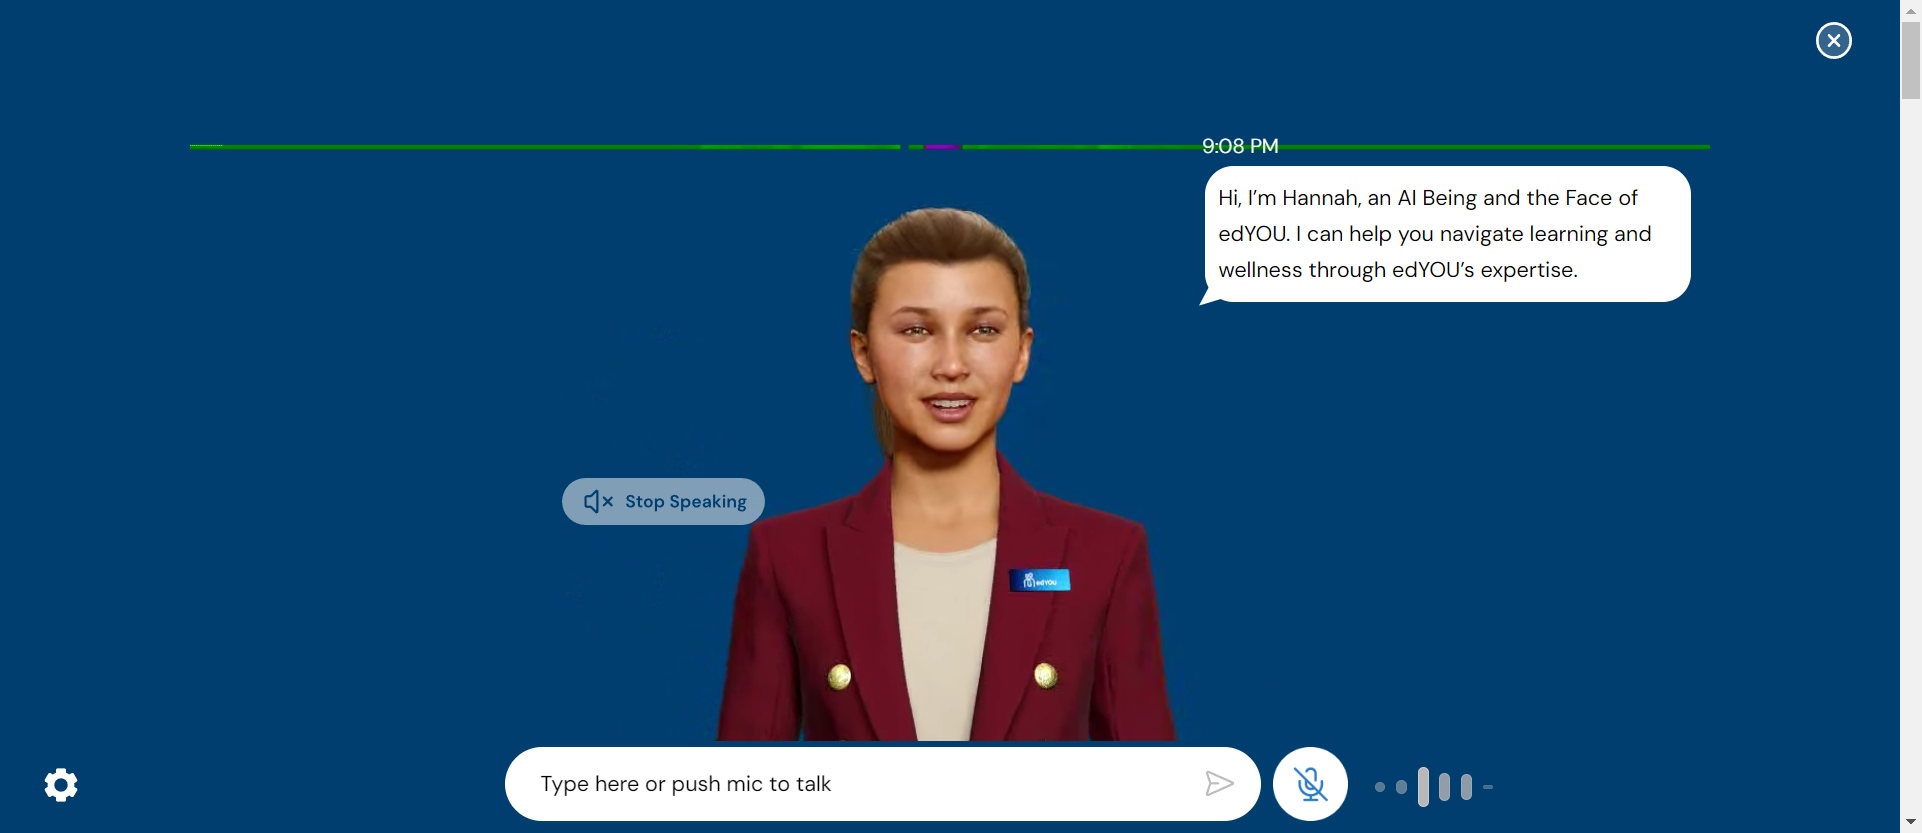 9:08 PM
Hi, I’m Hannah, an AI Being and the Face of
edYOU. I can help you navigate learning and
wellness through edYOU’s expertise.
Stop Speaking
edYOU
Type here or push mic to talk